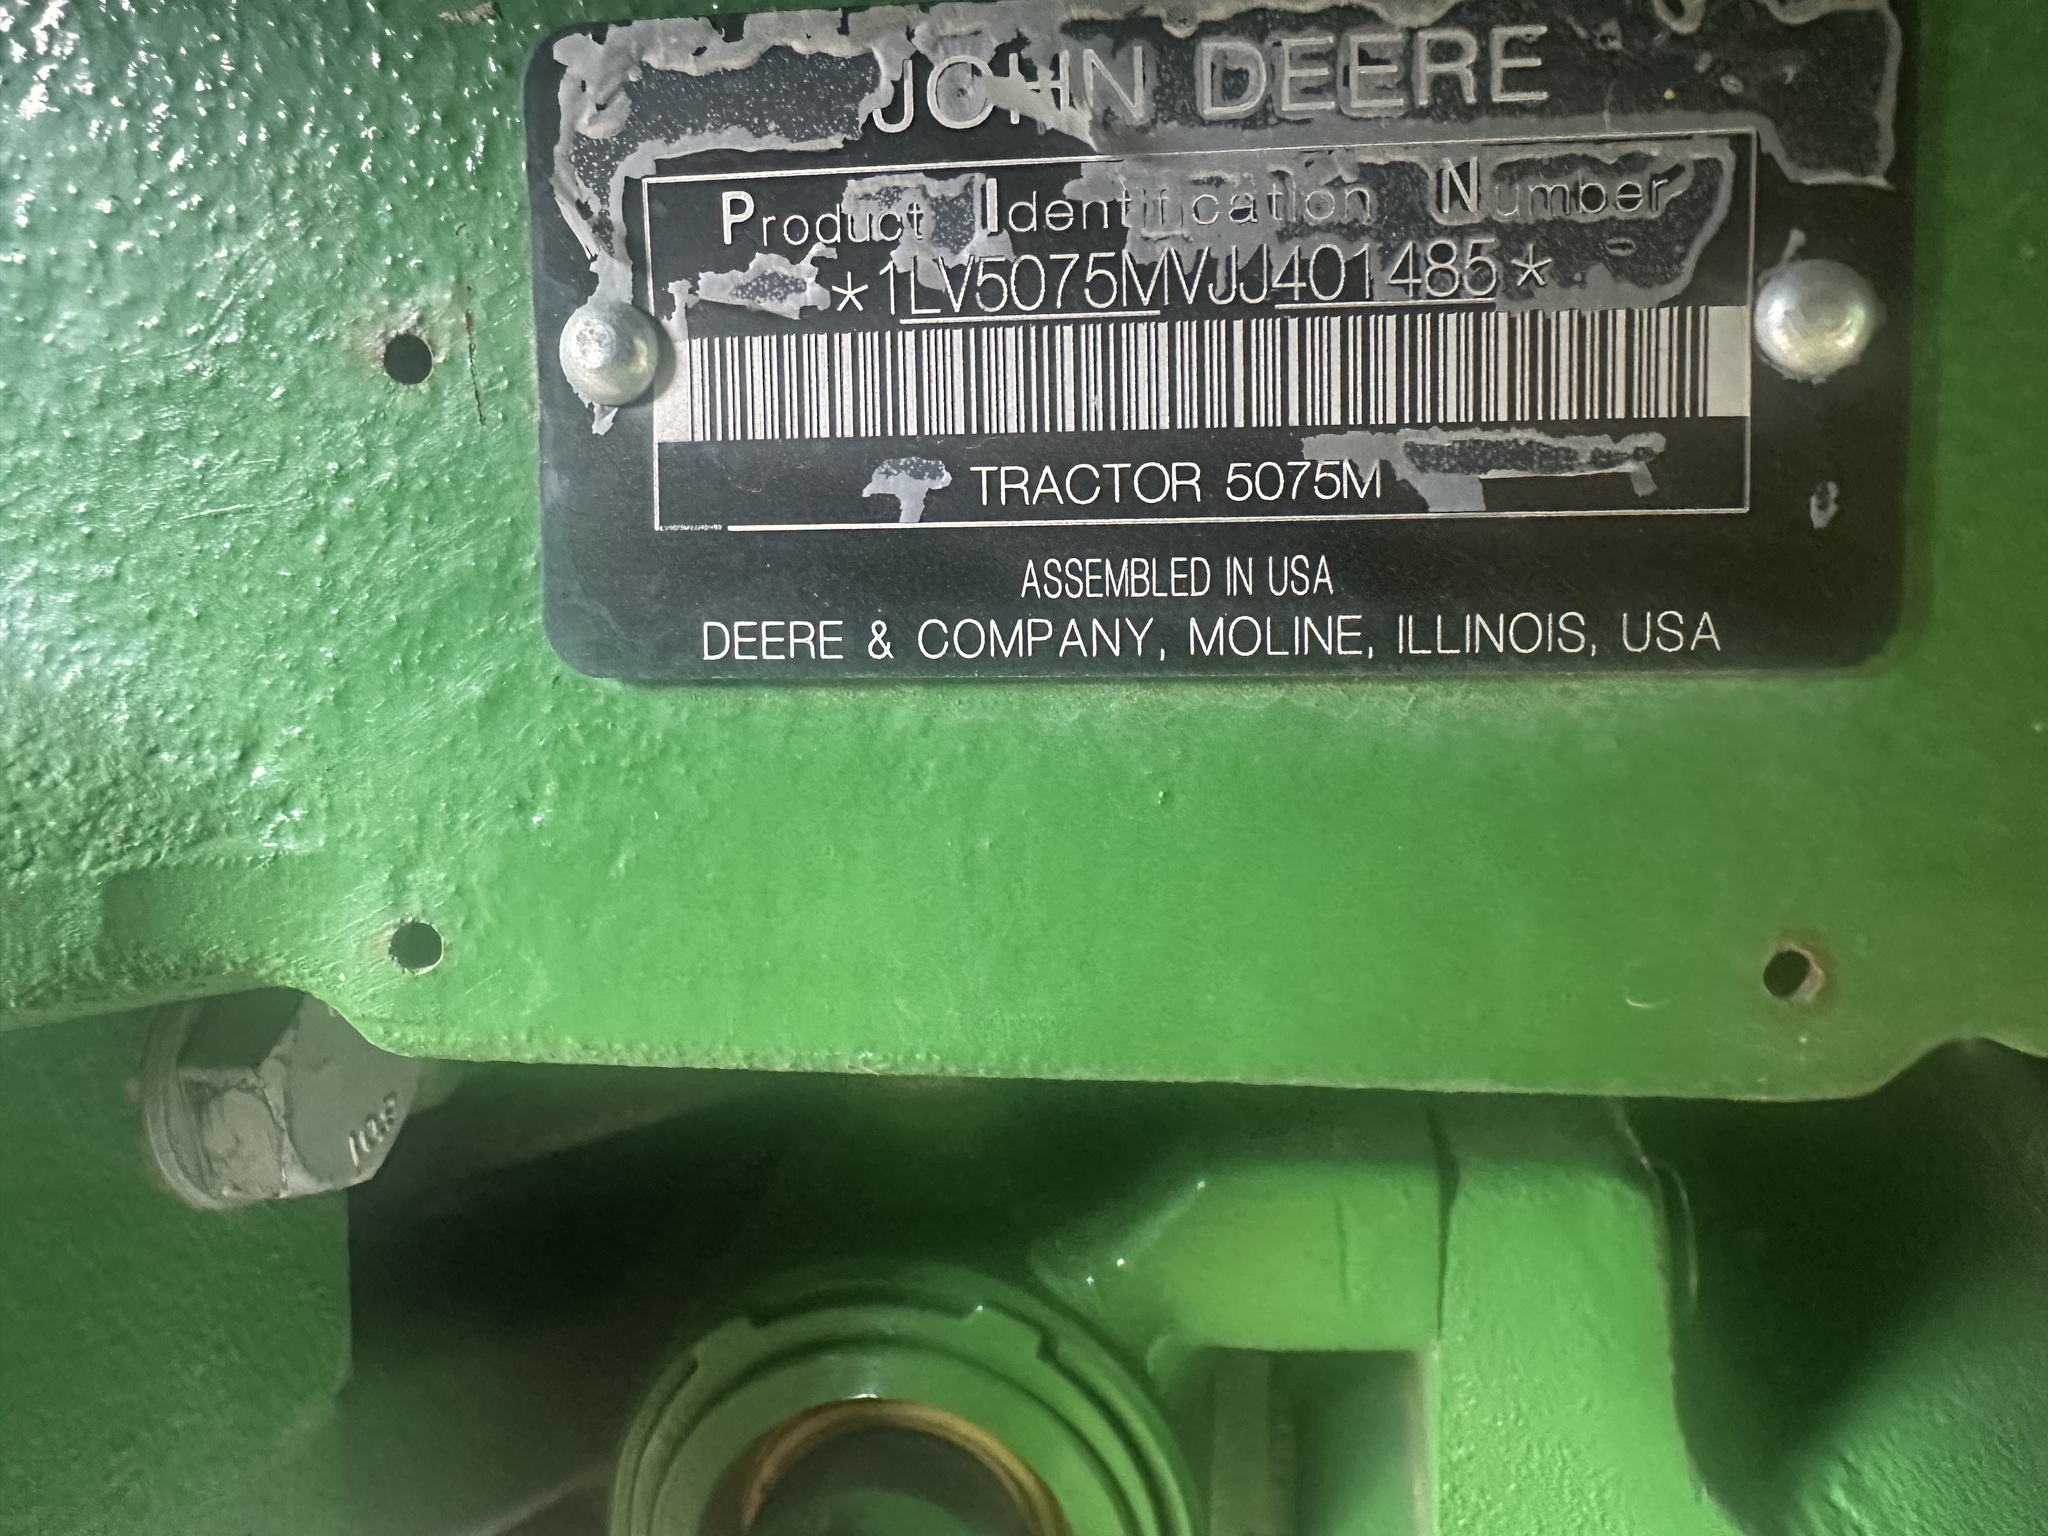 JOHN DEERE
Product Identification Number
*1LV5075MVJJ401485*
TRACTOR 5075M
ASSEMBLED IN USA
DEERE & COMPANY, MOLINE, ILLINOIS, USA